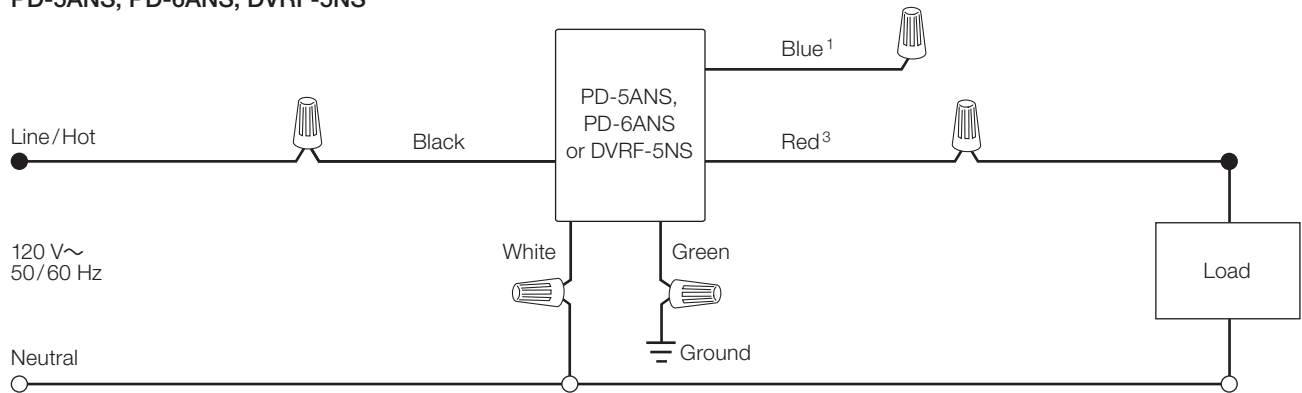 PD-5ANS, PD-6ANS, DVRF-5NS
Blue¹
PD-5ANS,
PD-6ANS
or DVRF-5NS
Line/Hot
Black
Red³
120 V~
50/60 Hz
White
Green
Load
Ground
Neutral